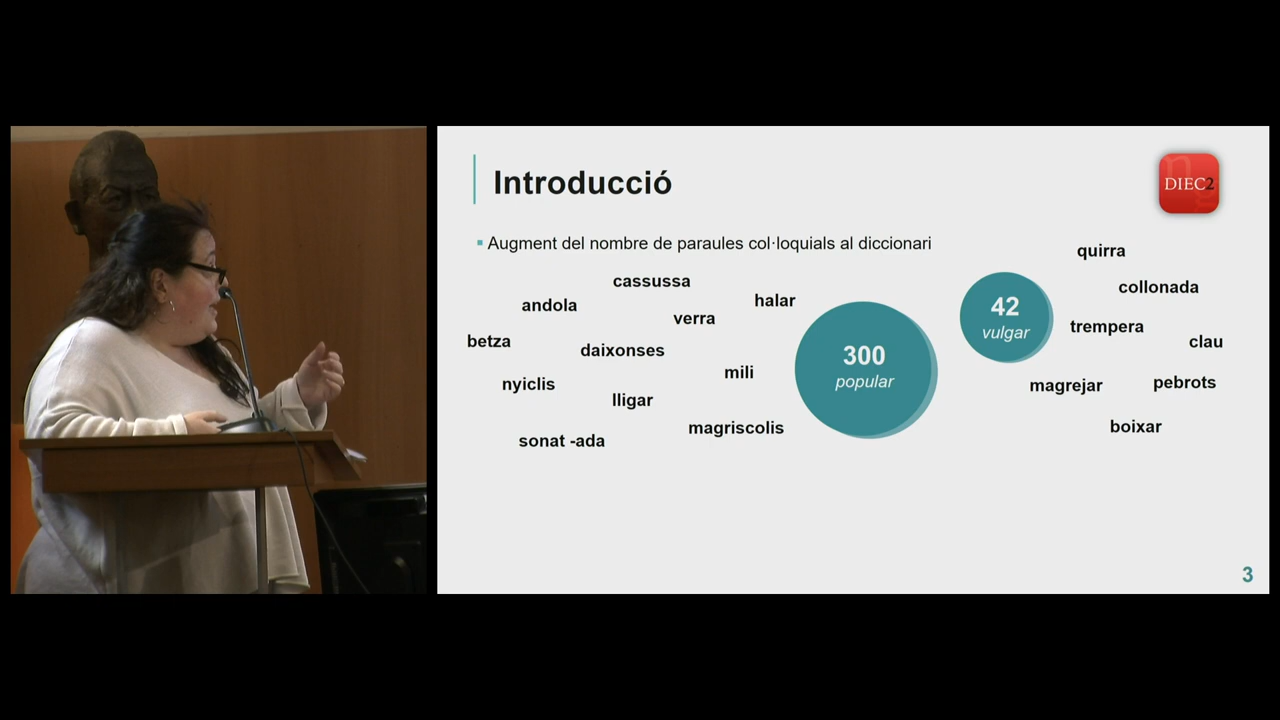 Introducció
DIEC2
▪ Augment del nombre de paraules col·loquials al diccionari
quirra
cassussa
collonada
andola
halar
42
vulgar
verra
trempera
betza
daixonses
clau
300
popular
nyiclis
mili
magrejar
pebrots
lligar
magriscolis
boixar
sonat -ada
3